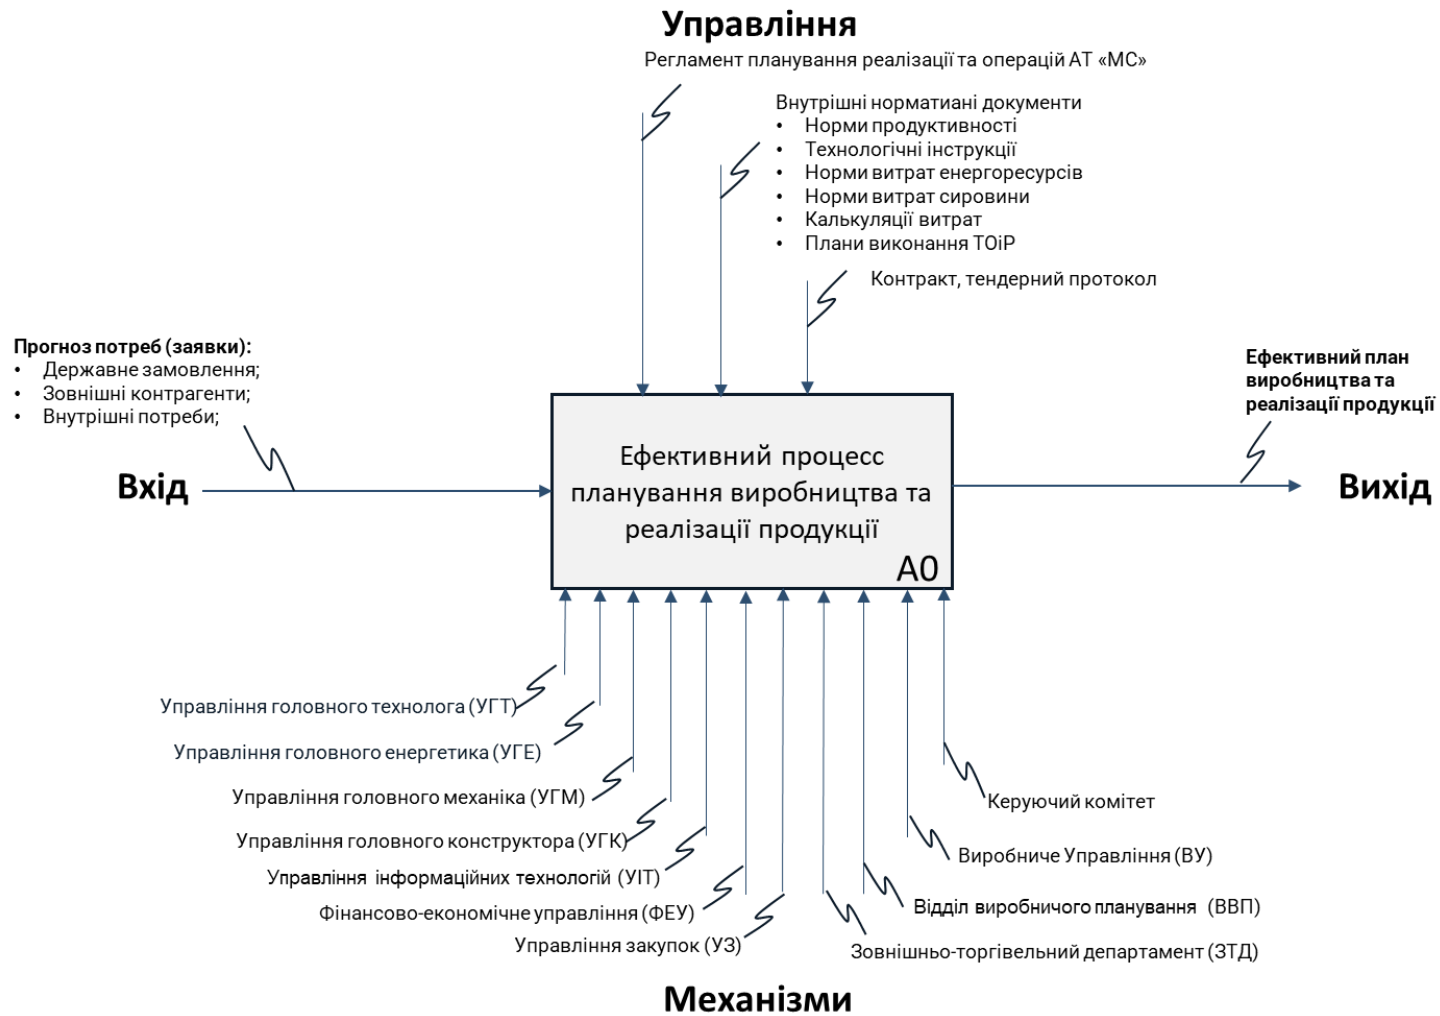 Управління
Регламент планування реалізації та операцій АТ «МС»
Внутрішні норматиані документи
• Норми продуктивності
• Технологічні інструкції
• Норми витрат енергоресурсів
• Норми витрат сировини
• Калькуляції витрат
• Плани виконання ТОіР
Контракт, тендерний протокол
Прогноз потреб (заявки):
• Державне замовлення;
• Зовнішні контрагенти;
• Внутрішні потреби;
Вхід
Ефективний процесс
планування виробництва та
реалізації продукції
А0
Ефективний план
виробництва та
реалізації продукції
Вихід
Управління головного технолога (УГТ)
Управління головного енергетика (УГЕ)
Управління головного механіка (УГМ)
Управління головного конструктора (УГК)
Управління інформаційних технологій (УІТ)
Фінансово-економічне управління (ФЕУ)
Управління закупок (УЗ)
Керуючий комітет
Виробниче Управління (ВУ)
Відділ виробничого планування (ВВП)
Зовнішньо-торгівельний департамент (ЗТД)
Механізми